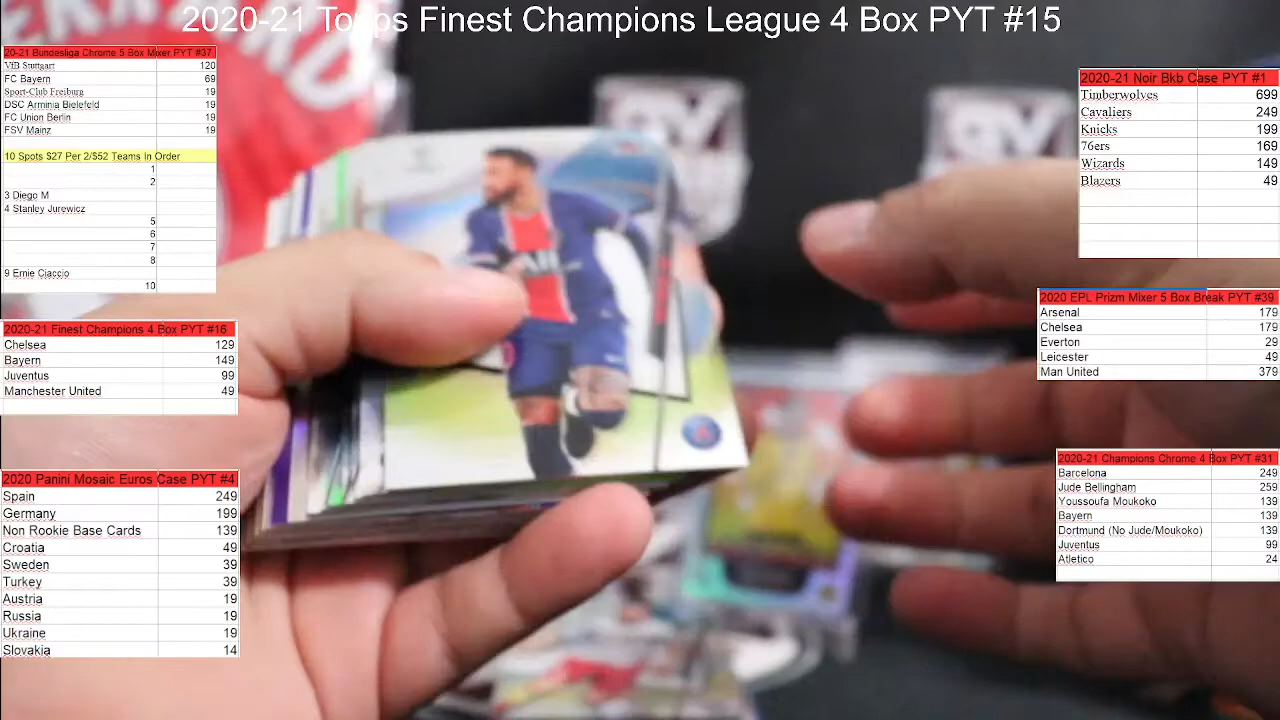 2020-21 Topps Finest Champions League 4 Box PYT #15
20-21 Bundesliga Chrome 5 Box Mixer PYT #37
VfB Stuttgart 120
FC Bayern 69
Sport-Club Freiburg 19
DSC Arminia Bielefeld 19
FC Union Berlin 19
FSV Mainz 19
10 Spots $27 Per 2/$52 Teams In Order
1
2
3 Diego M
4 Stanley Jurewicz
5
6
7
8
9 Ernie Ciaccio
10
2020-21 Finest Champions 4 Box PYT #16
Chelsea 129
Bayern 149
Juventus 99
Manchester United 49
2020 Panini Mosaic Euros Case PYT #4
Spain 249
Germany 199
Non Rookie Base Cards 139
Croatia 49
Sweden 39
Turkey 39
Austria 19
Russia 19
Ukraine 19
Slovakia 14
2020-21 Noir Bkb Case PYT #1
Timberwolves 699
Cavaliers 249
Knicks 199
76ers 169
Wizards 149
Blazers 49
2020 EPL Prizm Mixer 5 Box Break PYT #39
Arsenal 179
Chelsea 179
Everton 29
Leicester 49
Man United 379
2020-21 Champions Chrome 4 Box PYT #31
Barcelona 249
Jude Bellingham 259
Youssoufa Moukoko 139
Bayern 139
Dortmund (No Jude/Moukoko) 139
Juventus 99
Atletico 24